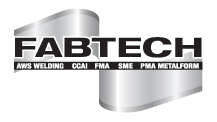 FABTECH
AWS WELDING CCAI FMA SME PMA METALFORM